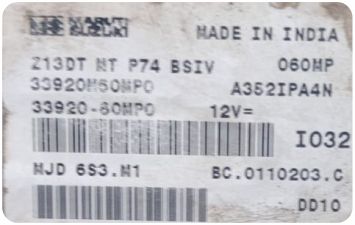 MARUTI SUZUKI
MADE IN INDIA
Z13DT MT P74 BSIV 060MP
33920M60MP0 A352IPA4N
33920-60MP0 12V=
IO32
MJD 6S3.M1 BC.0110203.C
DD10